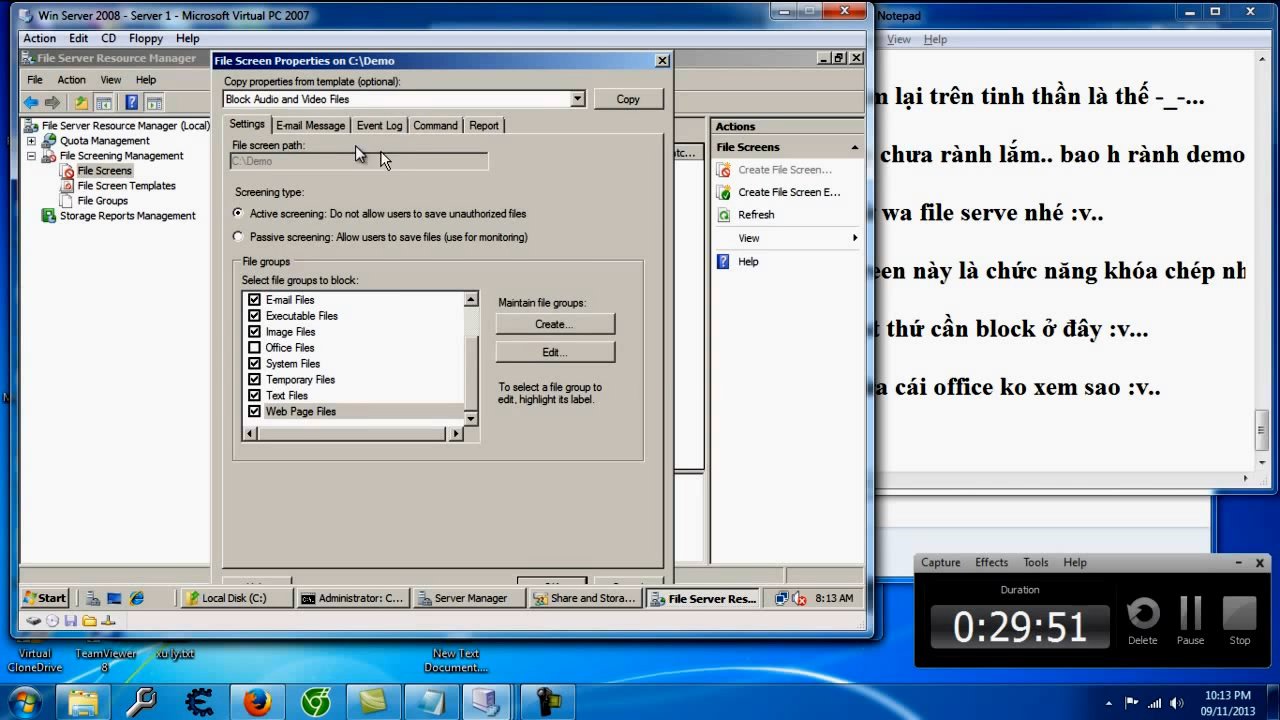 Win Server 2008 - Server 1 - Microsoft Virtual PC 2007
Action Edit CD Floppy Help
File Server Resource Manager
File Action View Help
File Server Resource Manager (Local)
Quota Management
File Screening Management
File Screens
File Screen Templates
File Groups
Storage Reports Management
File Screen Properties on C:\Demo
Copy properties from template (optional):
Block Audio and Video Files
Copy
Settings E-mail Message Event Log Command Report
File screen path:
C:\Demo
Screening type:
Active screening: Do not allow users to save unauthorized files
Passive screening: Allow users to save files (use for monitoring)
File groups
Select file groups to block:
E-mail Files
Executable Files
Image Files
Office Files
System Files
Temporary Files
Text Files
Web Page Files
Maintain file groups:
Create...
Edit...
To select a file group to
edit, highlight its label.
Actions
File Screens
Create File Screen...
Create File Screen E...
Refresh
View
Help
Start
Local Disk (C:)
Administrator: C...
Server Manager
Share and Stora...
File Server Res...
8:13 AM
Notepad
View Help
lại trên tinh thần là thế -_-...
chưa rành lắm.. bao h rành demo
wa file serve nhé :v..
này là chức năng khóa chép
thứ cần block ở đây :v...
cái office ko xem sao :v..
Capture Effects Tools Help
Duration
0:29:51
Delete Pause Stop
Virtual
CloneDrive
TeamViewer
8
xu ly.txt
New Text
Document....
10:13 PM
09/11/2013